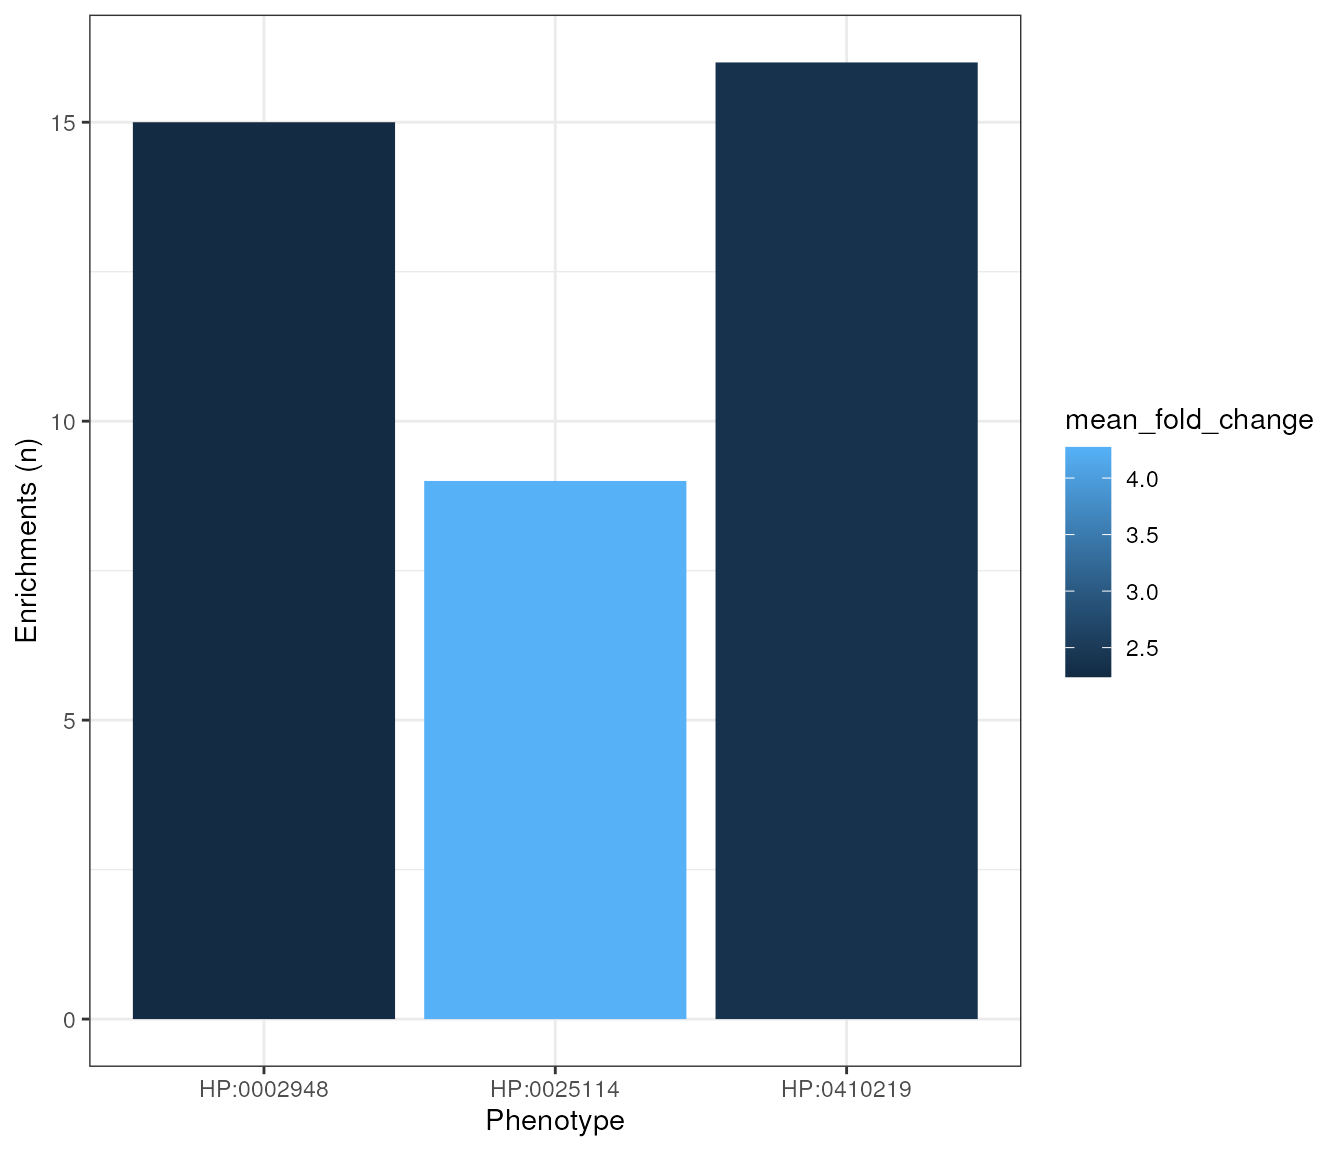 Enrichments (n)
15
10
5
0
HP:0002948
HP:0025114
HP:0410219
Phenotype
mean_fold_change
4.0
3.5
3.0
2.5